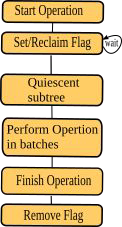 Start Operation
Set/Reclaim Flag
wait
Quiescent
subtree
Perform Opertion
in batches
Finish Operation
Remove Flag